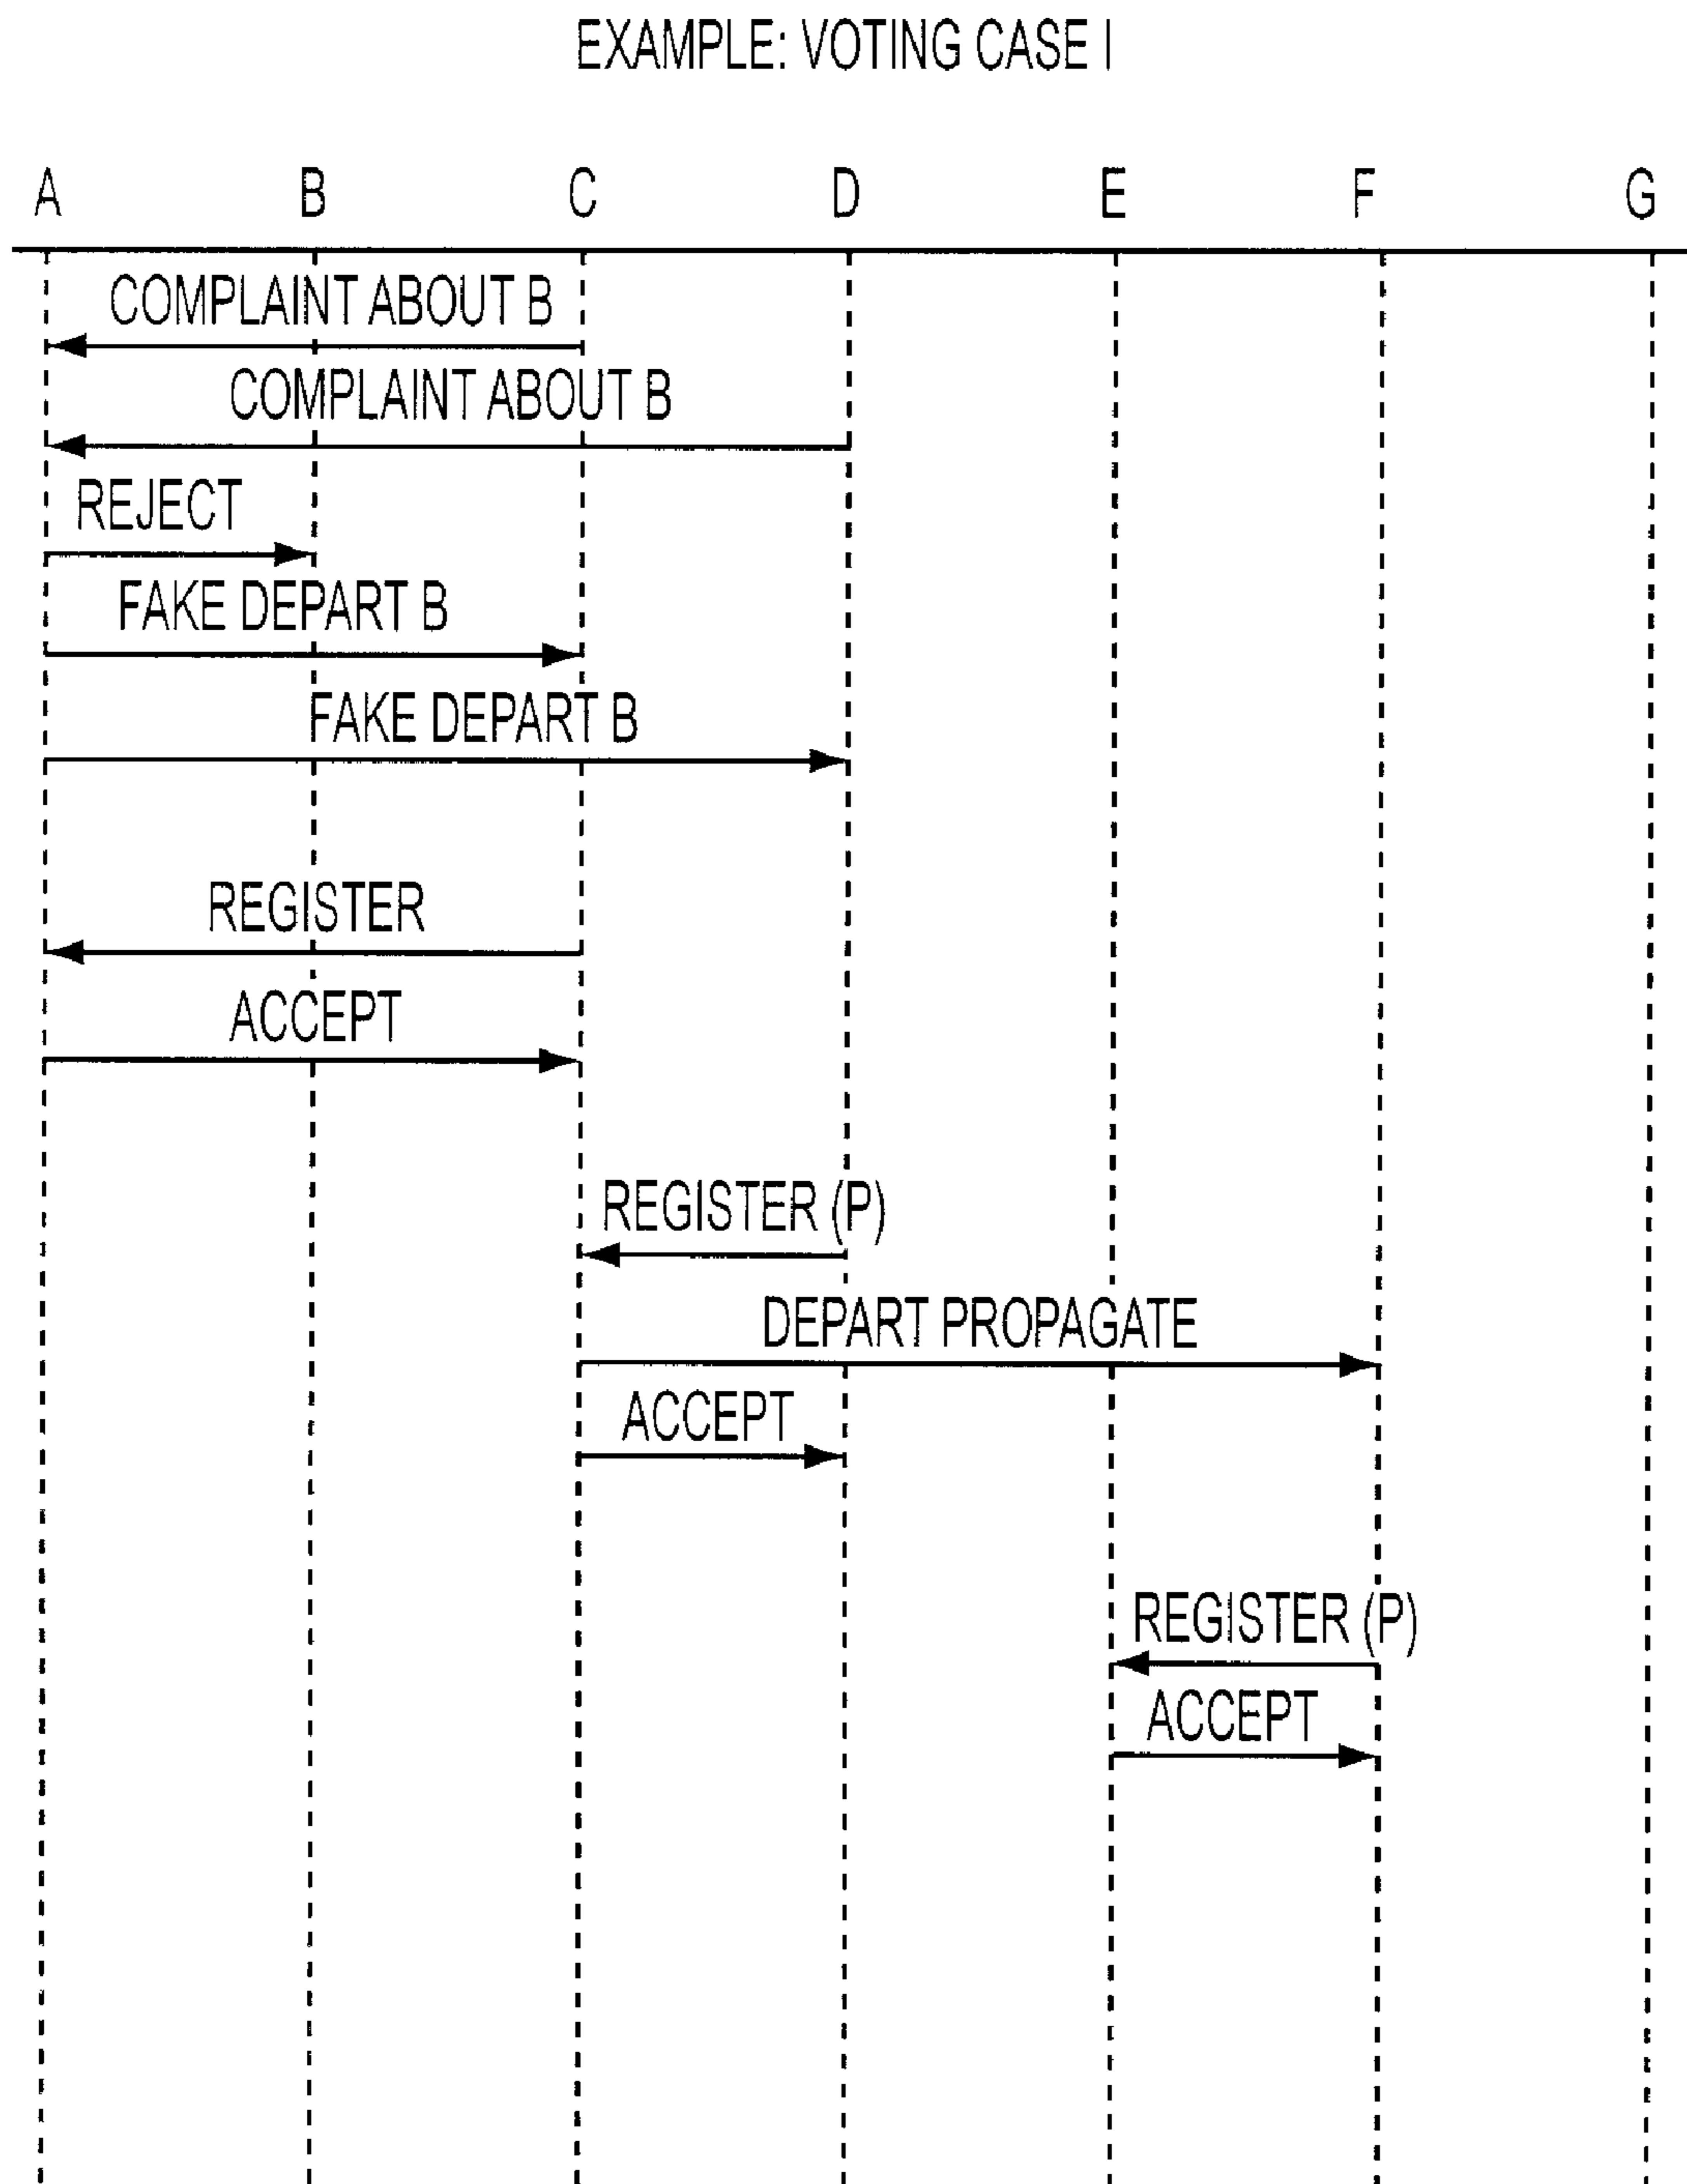 EXAMPLE: VOTING CASE I
A B C D E F G
COMPLAINT ABOUT B
COMPLAINT ABOUT B
REJECT
FAKE DEPART B
FAKE DEPART B
REGISTER
ACCEPT
REGISTER (P)
DEPART PROPAGATE
ACCEPT
REGISTER (P)
ACCEPT